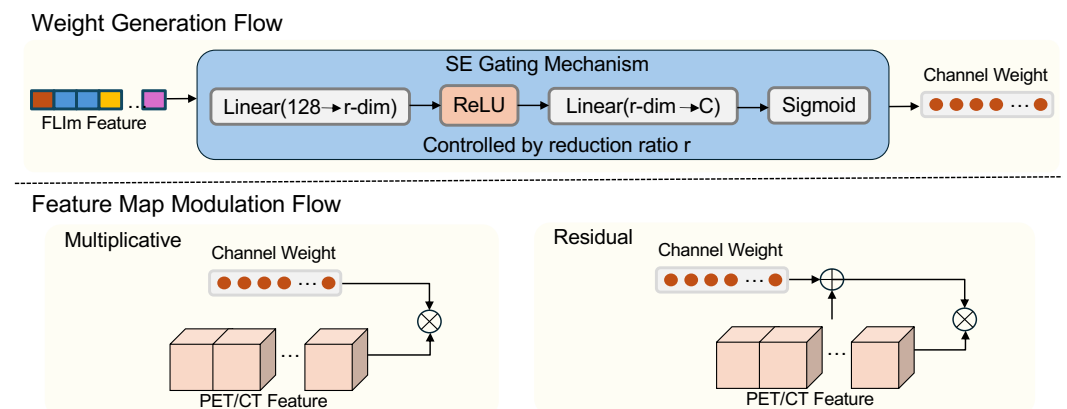 Weight Generation Flow
SE Gating Mechanism
Channel Weight
Linear(128→r-dim)
ReLU
Linear(r-dim→C)
Sigmoid
...
...
FLIm Feature
Controlled by reduction ratio r
Feature Map Modulation Flow
Multiplicative
Channel Weight
...
...
PET/CT Feature
Residual
Channel Weight
...
...
PET/CT Feature